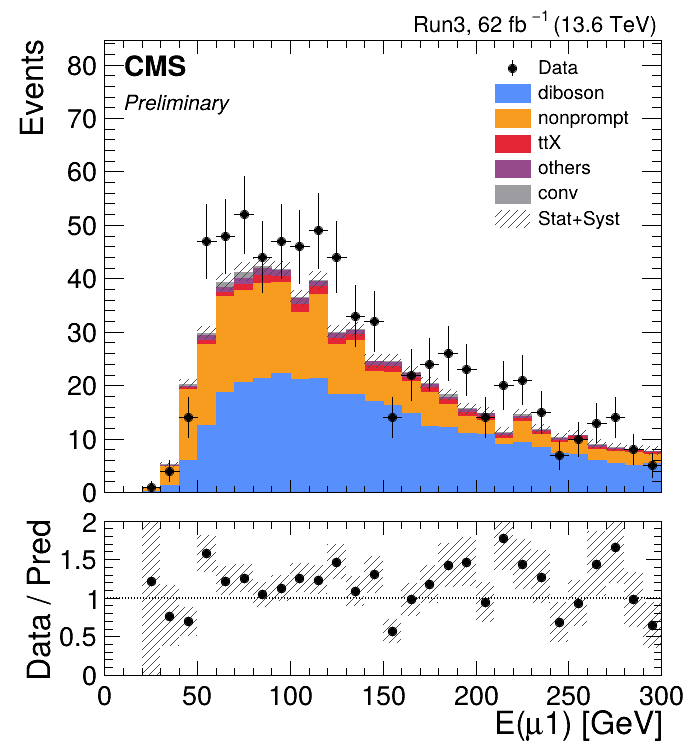 Run3, 62 fb⁻¹ (13.6 TeV)
CMS
Preliminary
Events
80
70
60
50
40
30
20
10
0
Data
diboson
nonprompt
ttX
others
conv
Stat+Syst
Data / Pred
2
1.5
1
0.5
0
0 50 100 150 200 250 300
E(μ1) [GeV]